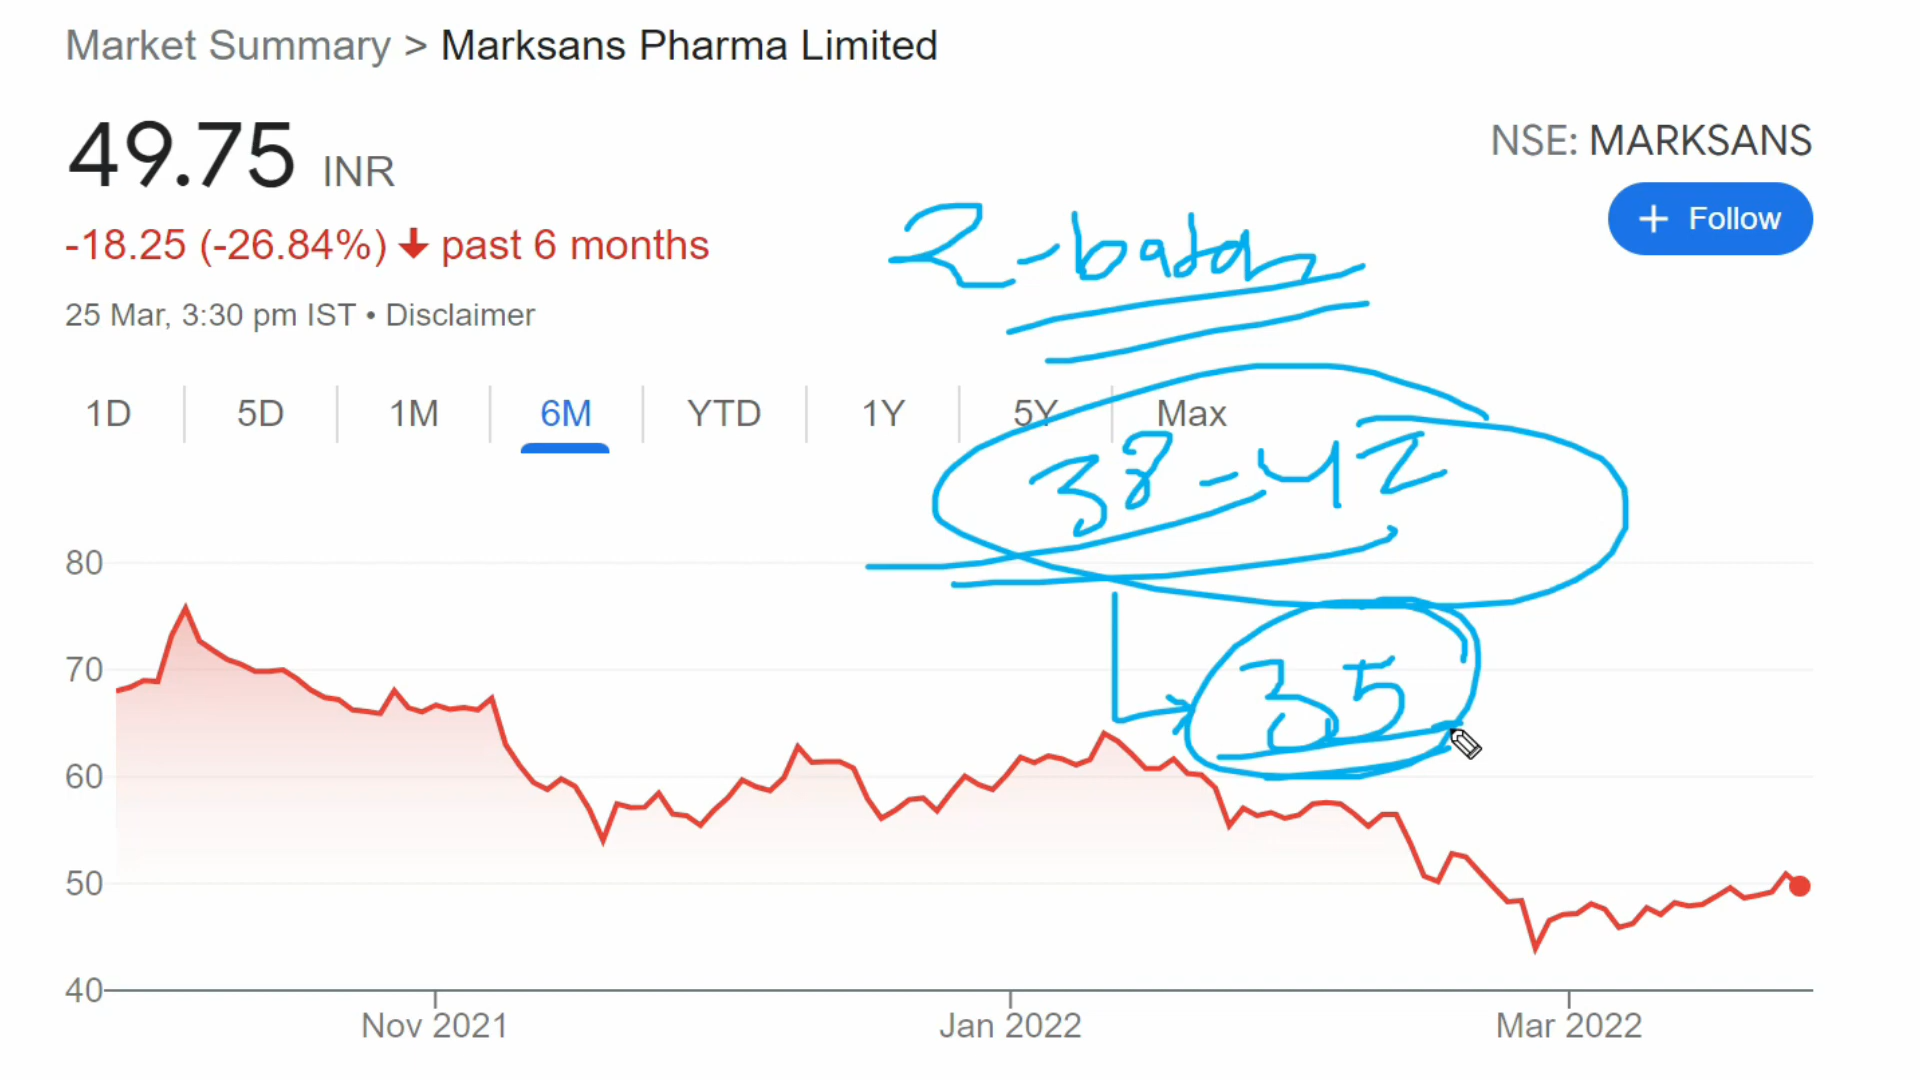 Market Summary > Marksans Pharma Limited
49.75 INR
-18.25 (-26.84%) ↓ past 6 months
25 Mar, 3:30 pm IST • Disclaimer
NSE: MARKSANS
+ Follow
2-
1D 5D 1M 6M YTD 1Y 5Y Max
38-42
35
80
70
60
50
40
Nov 2021 Jan 2022 Mar 2022